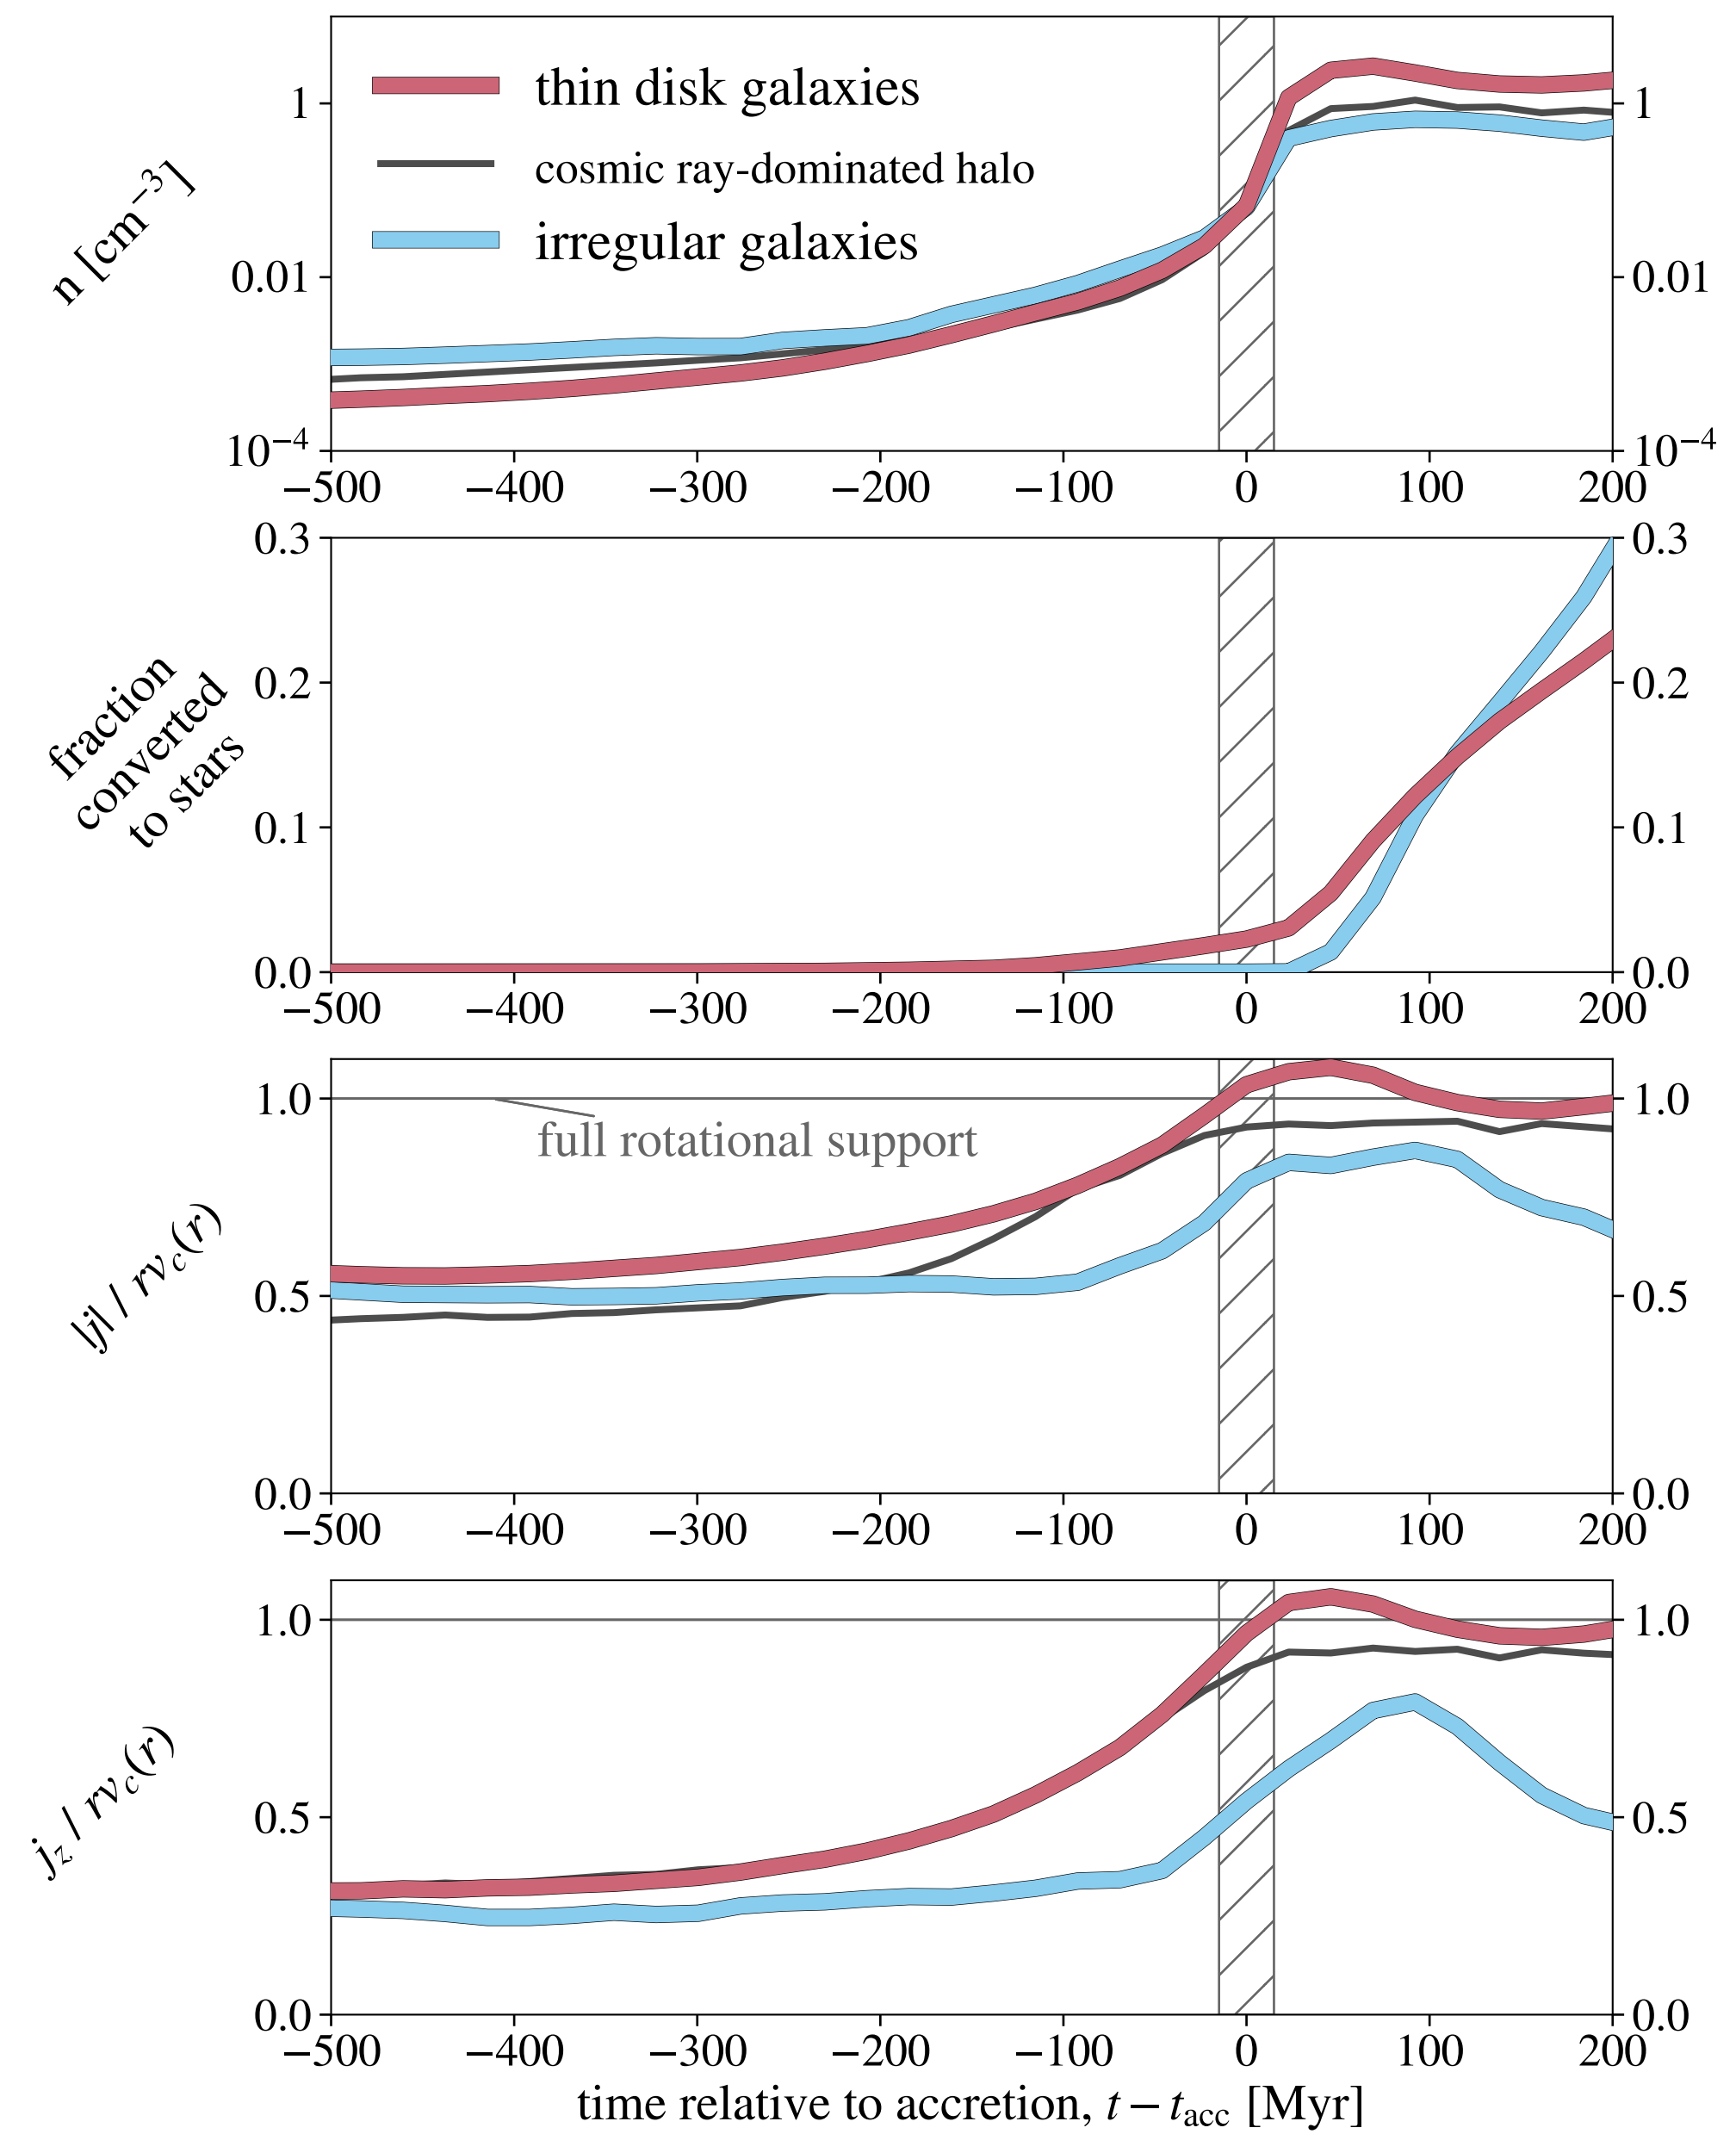 n [cm⁻³]
1
0.01
10⁻⁴
thin disk galaxies
cosmic ray-dominated halo
irregular galaxies
1
0.01
10⁻⁴
−500 −400 −300 −200 −100 0 100 200
fraction
converted
to stars
0.3
0.2
0.1
0.0
0.3
0.2
0.1
0.0
−500 −400 −300 −200 −100 0 100 200
|j| / rv_c(r)
1.0
0.5
0.0
full rotational support
1.0
0.5
0.0
−500 −400 −300 −200 −100 0 100 200
j_z / rv_c(r)
1.0
0.5
0.0
1.0
0.5
0.0
−500 −400 −300 −200 −100 0 100 200
time relative to accretion, t − t_acc [Myr]